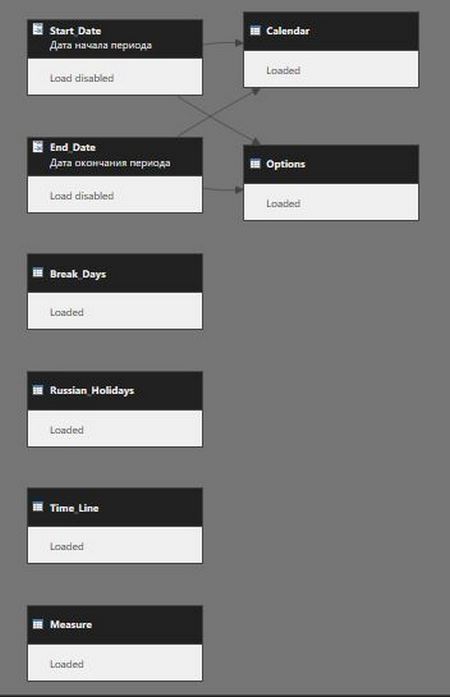 Start_Date
Дата начала периода
Load disabled
Calendar
Loaded
End_Date
Дата окончания периода
Load disabled
Options
Loaded
Break_Days
Loaded
Russian_Holidays
Loaded
Time_Line
Loaded
Measure
Loaded